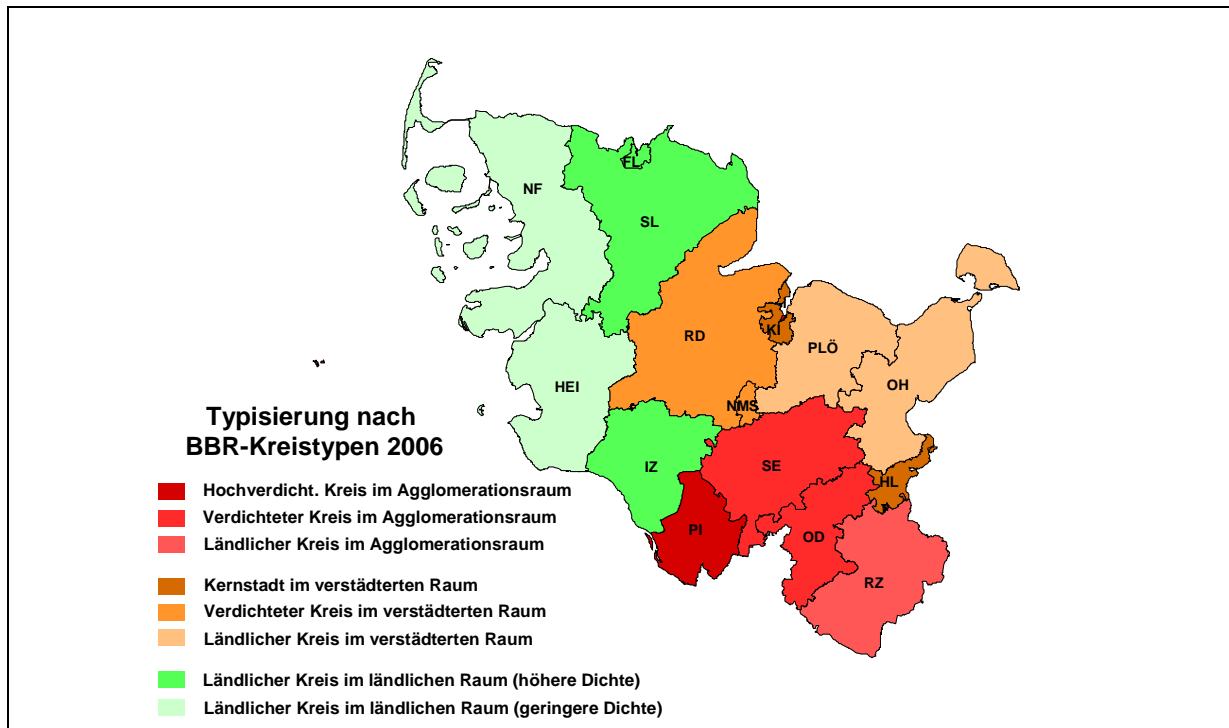 NF
FL
SL
RD
KI
PLÖ
OH
HEI
NMS
Typisierung nach
BBR-Kreistypen 2006
IZ
SE
HL
PI
OD
RZ
Hochverdicht. Kreis im Agglomerationsraum
Verdichteter Kreis im Agglomerationsraum
Ländlicher Kreis im Agglomerationsraum
Kernstadt im verstädterten Raum
Verdichteter Kreis im verstädterten Raum
Ländlicher Kreis im verstädterten Raum
Ländlicher Kreis im ländlichen Raum (höhere Dichte)
Ländlicher Kreis im ländlichen Raum (geringere Dichte)